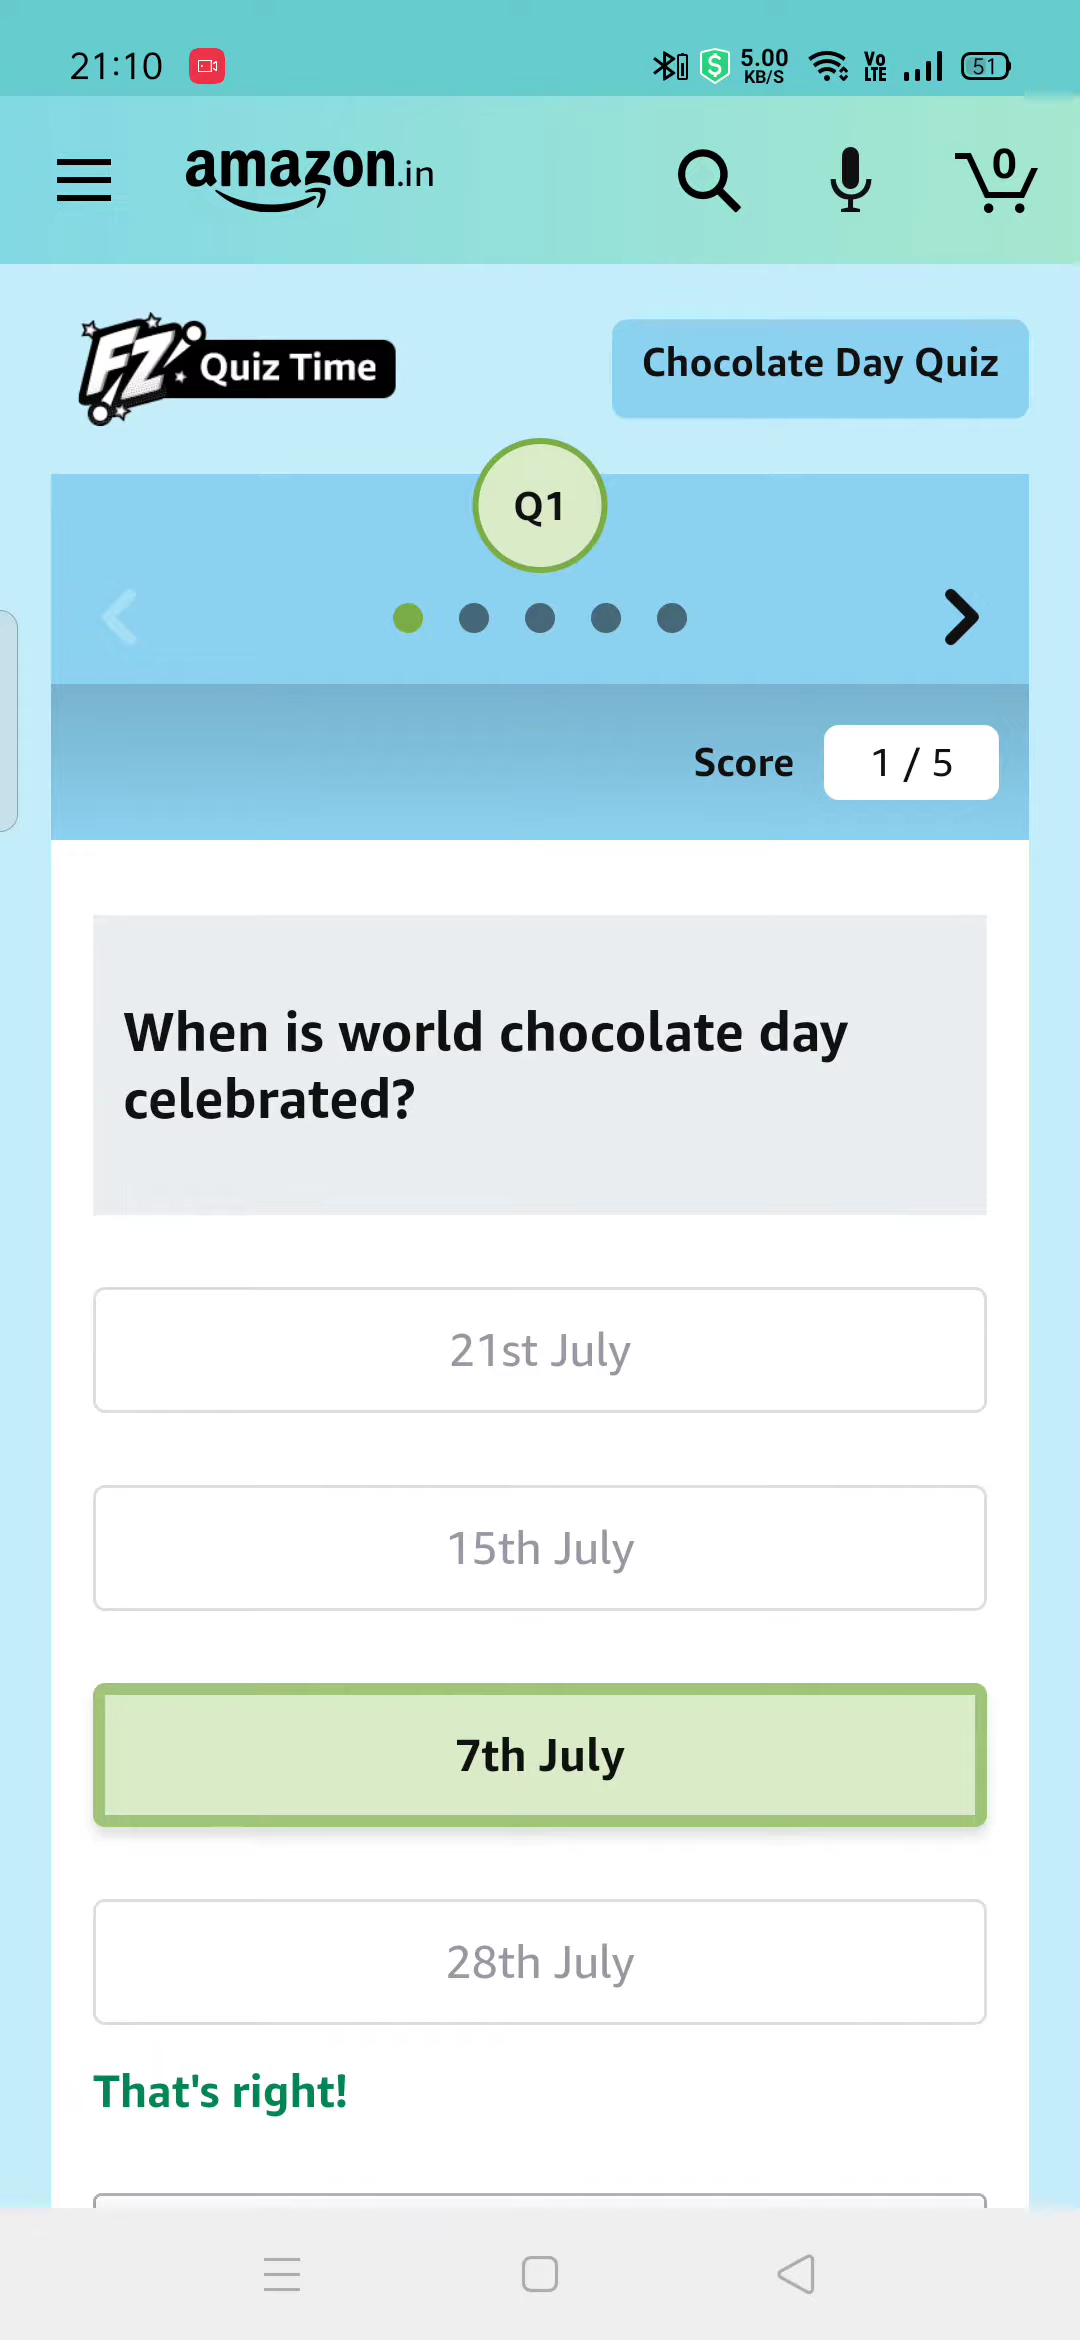 21:10
5.00
KB/S
Vo
LTE
51
amazon.in
0
FZ Quiz Time
Chocolate Day Quiz
Q1
Score
1 / 5
When is world chocolate day
celebrated?
21st July
15th July
7th July
28th July
That's right!